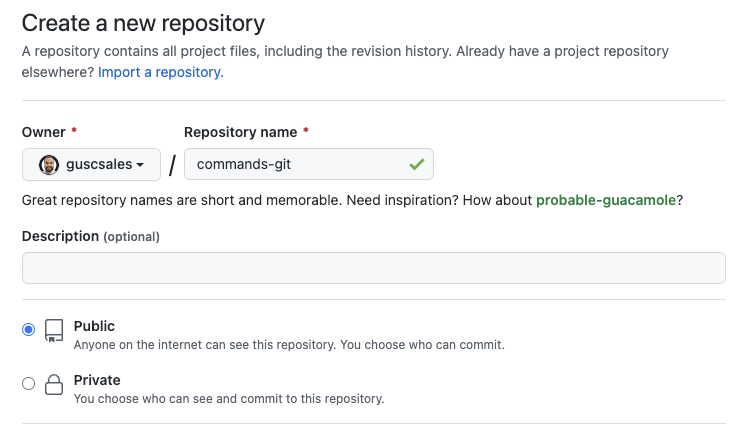 Create a new repository
A repository contains all project files, including the revision history. Already have a project repository
elsewhere? Import a repository.
Owner * Repository name *
guscsales / commands-git
Great repository names are short and memorable. Need inspiration? How about probable-guacamole?
Description (optional)
Public
Anyone on the internet can see this repository. You choose who can commit.
Private
You choose who can see and commit to this repository.